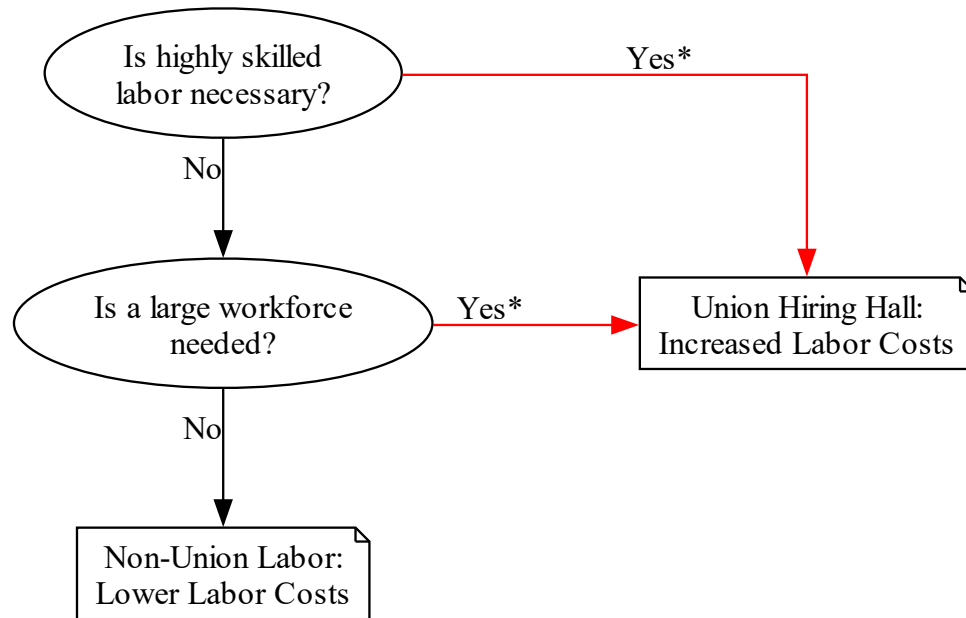 Is highly skilled
labor necessary?
Yes*
No
Is a large workforce
needed?
Yes*
Union Hiring Hall:
Increased Labor Costs
No
Non-Union Labor:
Lower Labor Costs